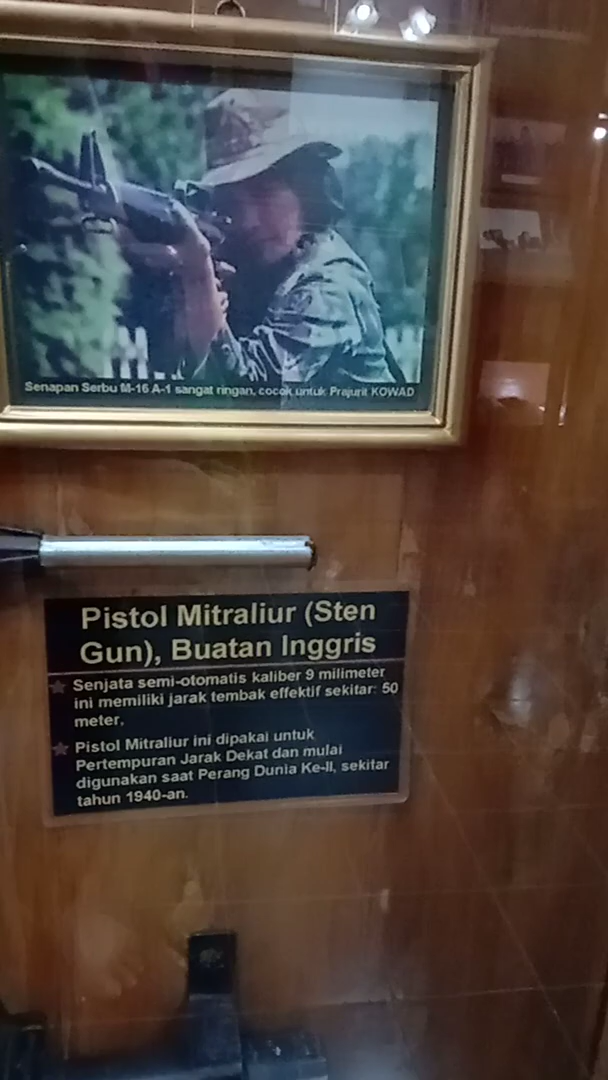 Senapan Serbu M-16 A-1 sangat ringan, cocok untuk Prajurit KOWAD
Pistol Mitraliur (Sten
Gun), Buatan Inggris
Senjata semi-otomatis kaliber 9 milimeter
ini memiliki jarak tembak effektif sekitar 50
meter.
Pistol Mitraliur ini dipakai untuk
Pertempuran Jarak Dekat dan mulai
digunakan saat Perang Dunia Ke-II, sekitar
tahun 1940-an.